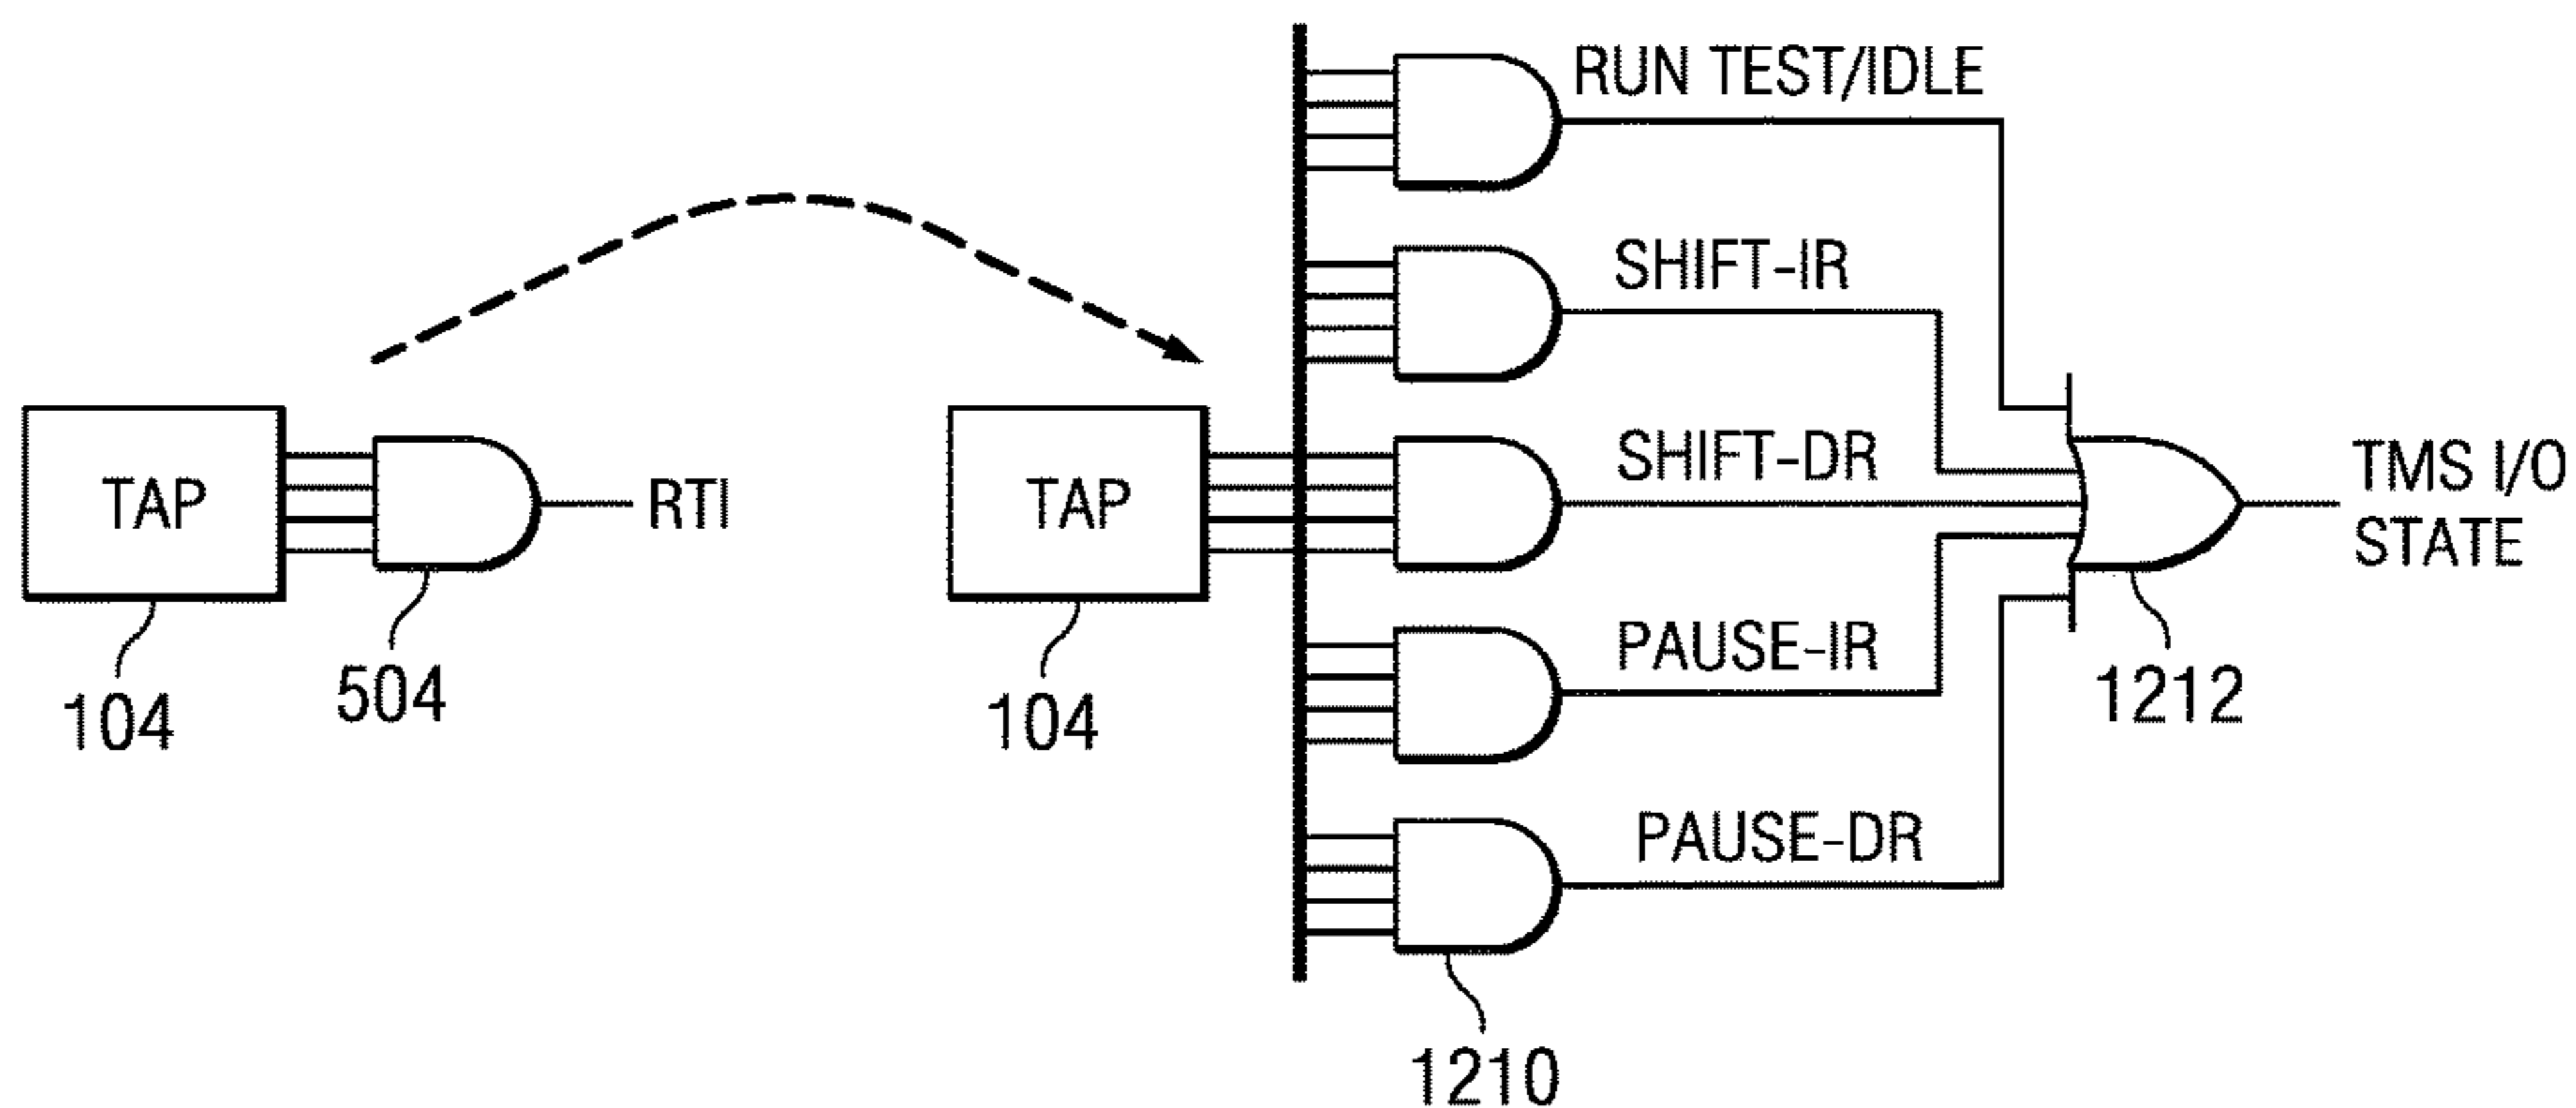 RUN TEST/IDLE
SHIFT-IR
TAP
RTI
TAP
SHIFT-DR
TMS I/O
STATE
104
504
104
PAUSE-IR
1212
PAUSE-DR
1210